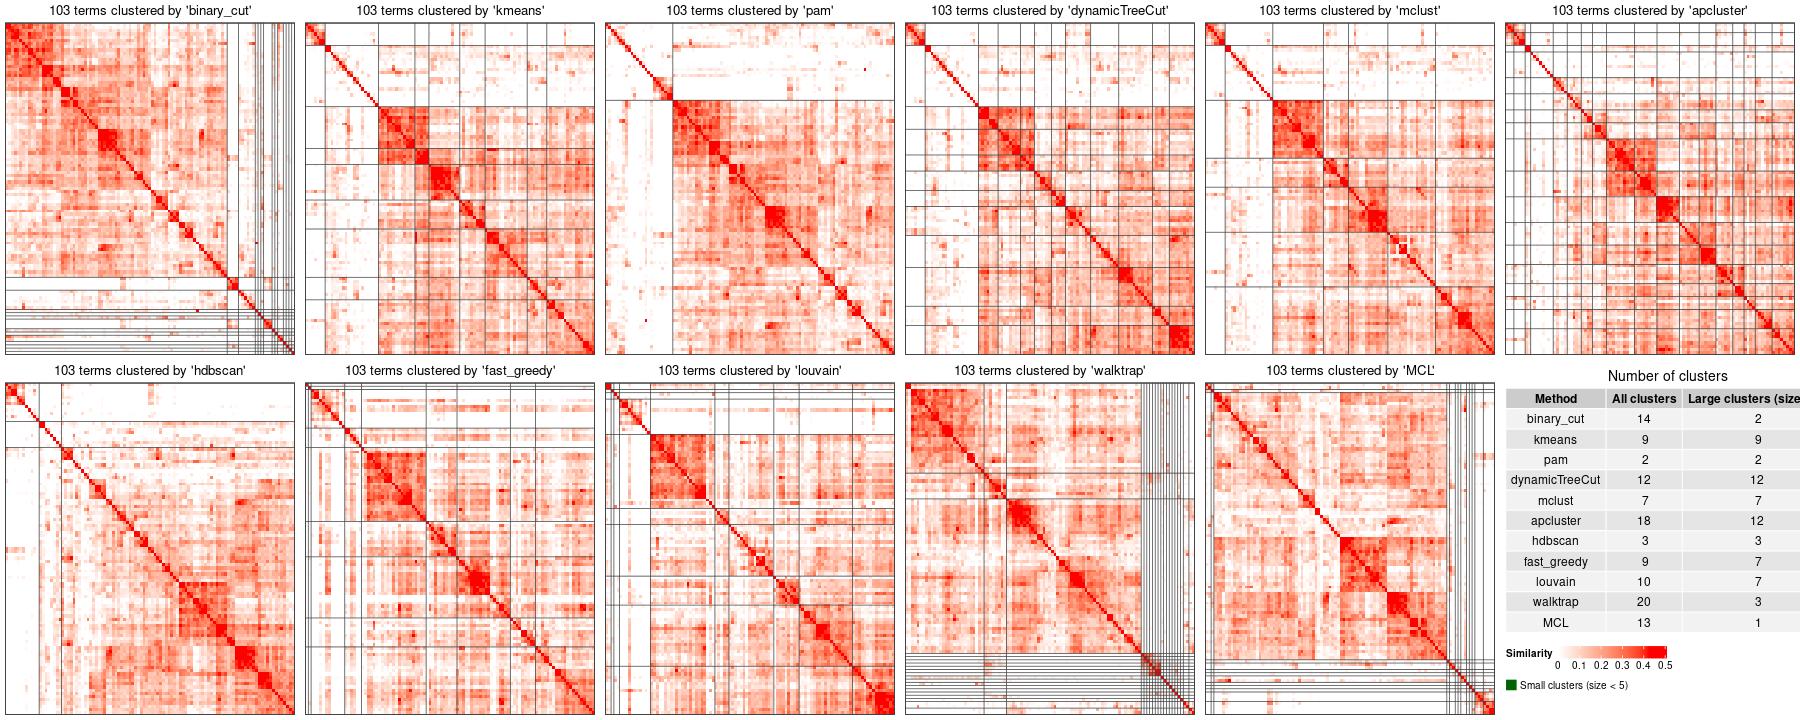 103 terms clustered by 'binary_cut'
103 terms clustered by 'kmeans'
103 terms clustered by 'pam'
103 terms clustered by 'dynamicTreeCut'
103 terms clustered by 'mclust'
103 terms clustered by 'apcluster'
103 terms clustered by 'hdbscan'
103 terms clustered by 'fast_greedy'
103 terms clustered by 'louvain'
103 terms clustered by 'walktrap'
103 terms clustered by 'MCL'
Number of clusters
Method All clusters Large clusters (size
binary_cut 14 2
kmeans 9 9
pam 2 2
dynamicTreeCut 12 12
mclust 7 7
apcluster 18 12
hdbscan 3 3
fast_greedy 9 7
louvain 10 7
walktrap 20 3
MCL 13 1
Similarity
0 0.1 0.2 0.3 0.4 0.5
Small clusters (size < 5)